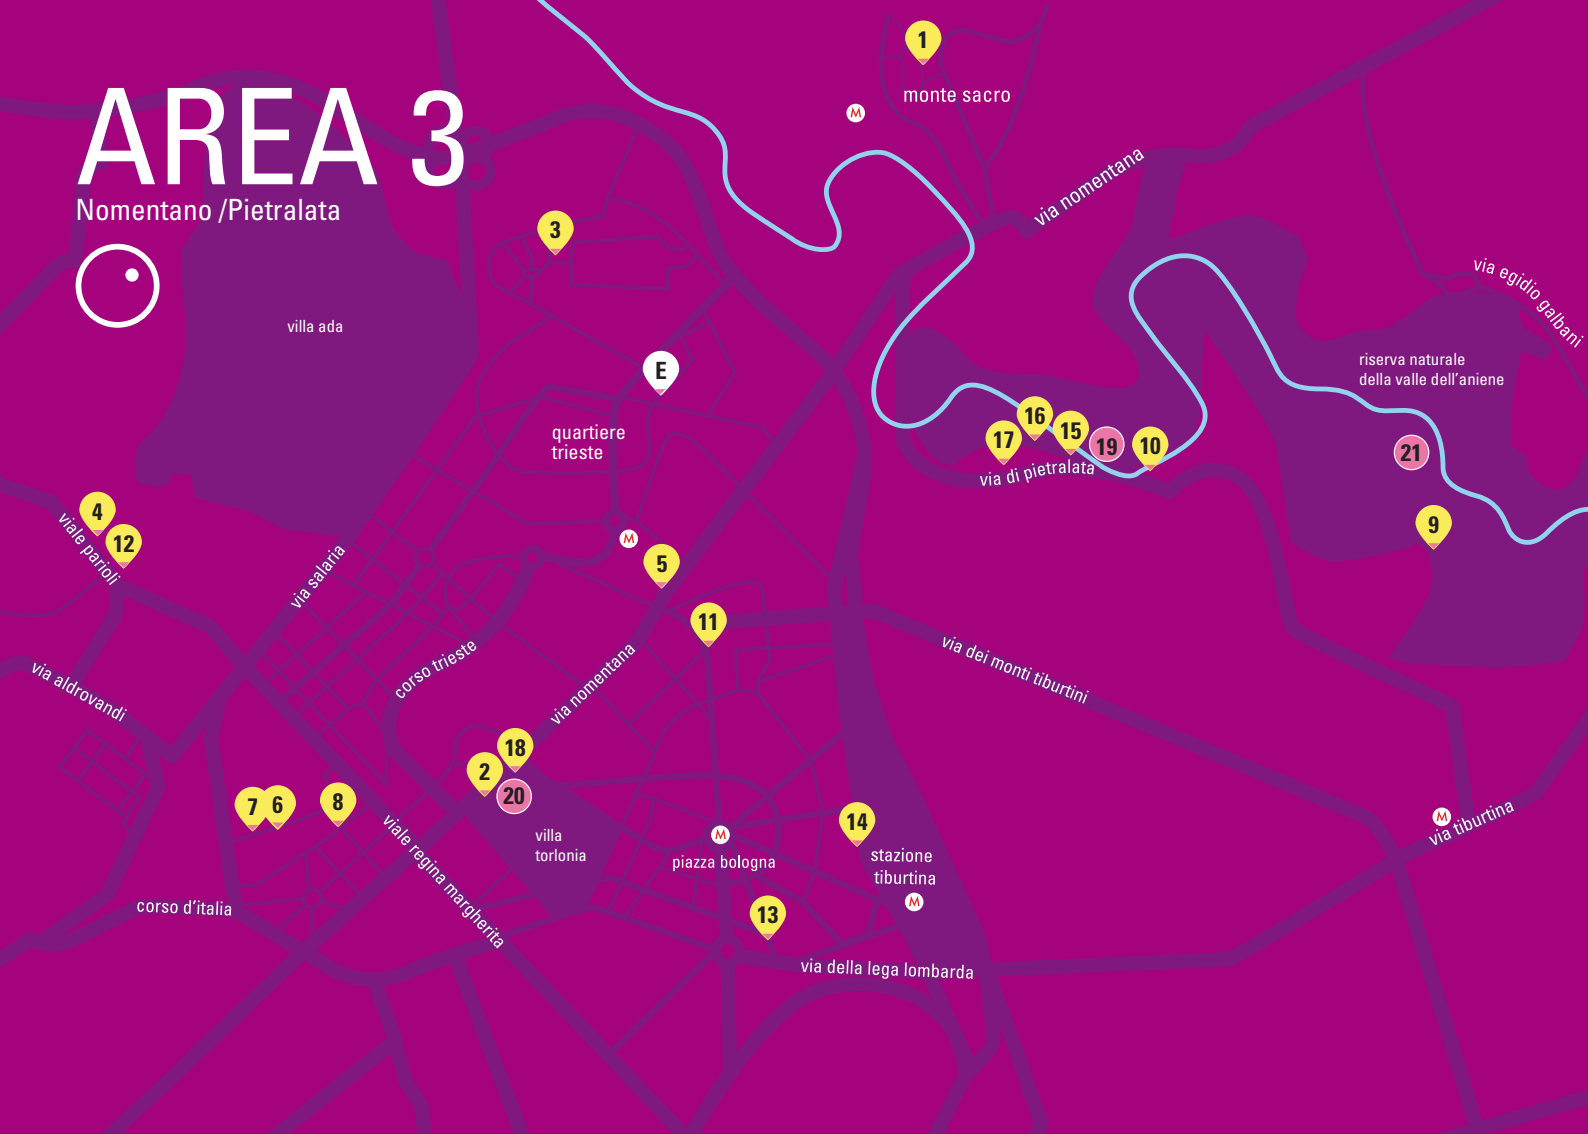 AREA 3
Nomentano /Pietralata
1
monte sacro
M
via nomentana
3
via egidio galbani
villa ada
riserva naturale
della valle dell'aniene
E
quartiere
trieste
16
15
17
19
10
21
via di pietralata
4
12
viale parioli
9
M
5
via salaria
11
corso trieste
via nomentana
via dei monti tiburtini
via aldrovandi
18
2
20
7
6
8
villa
torlonia
viale regina margherita
M
piazza bologna
14
stazione
tiburtina
M
M
via tiburtina
corso d'italia
13
via della lega lombarda